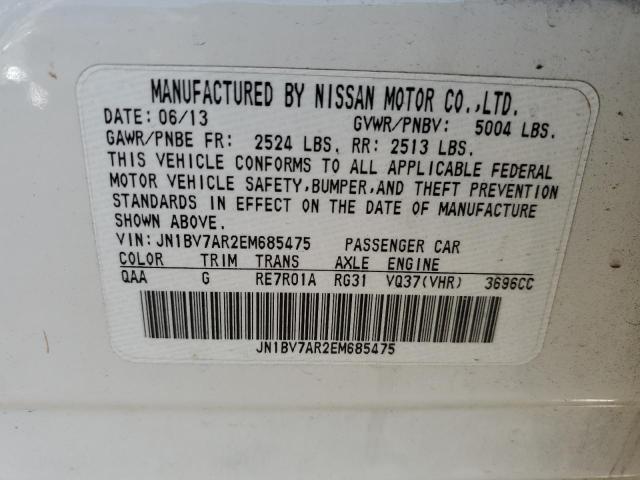 MANUFACTURED BY NISSAN MOTOR CO.,LTD.
DATE: 06/13 GVWR/PNBV: 5004 LBS.
GAWR/PNBE FR: 2524 LBS. RR: 2513 LBS.
THIS VEHICLE CONFORMS TO ALL APPLICABLE FEDERAL
MOTOR VEHICLE SAFETY,BUMPER,AND THEFT PREVENTION
STANDARDS IN EFFECT ON THE DATE OF MANUFACTURE
SHOWN ABOVE.
VIN:JN1BV7AR2EM685475 PASSENGER CAR
COLOR TRIM TRANS AXLE ENGINE
QAA G RE7R01A RG31 VQ37(VHR) 3696CC
JN1BV7AR2EM685475